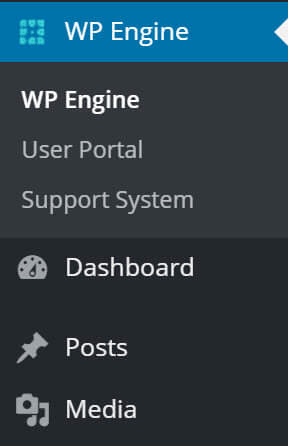 WP Engine
WP Engine
User Portal
Support System
Dashboard
Posts
Media